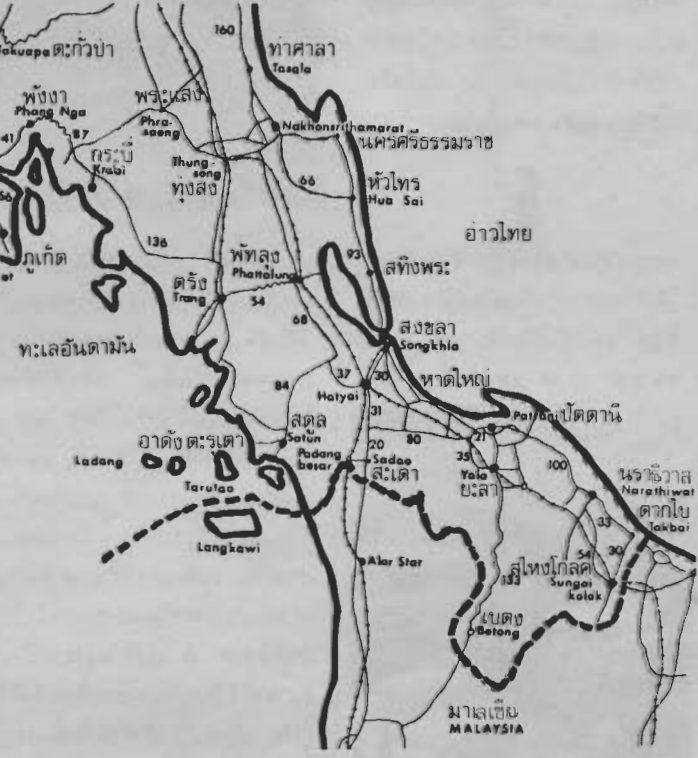 160
ตะกั่วป่า
ท่าศาลา
Tasala
พังงา
Phang Nga
พระแสง
Phra-
saeng
41
87
Nakhonsrithamarat
นครศรีธรรมราช
กระบี่
Krabi
Thung
song
ทุ่งสง
66
หัวไทร
Hua Sai
ภูเก็ต
136
อ่าวไทย
พัทลุง
Phattalung
93
สทิงพระ
ตรัง
Trang
54
68
สงขลา
Songkhla
ทะเลอันดามัน
37
30
84
Hatyai
หาดใหญ่
31
80
21
ปัตตานี
สตูล
Satun
อาดัง
ตะรุเตา
Ladang
Tarutao
Padang
besar
20
Sadao
สะเดา
35
Yala
ยะลา
100
นราธิวาส
Narathiwat
ตากใบ
Takbai
33
Langkawi
Alor Star
54
30
สุไหงโกลค
Sungai
kolok
133
เบตง
Betong
มาเลเซีย
MALAYSIA